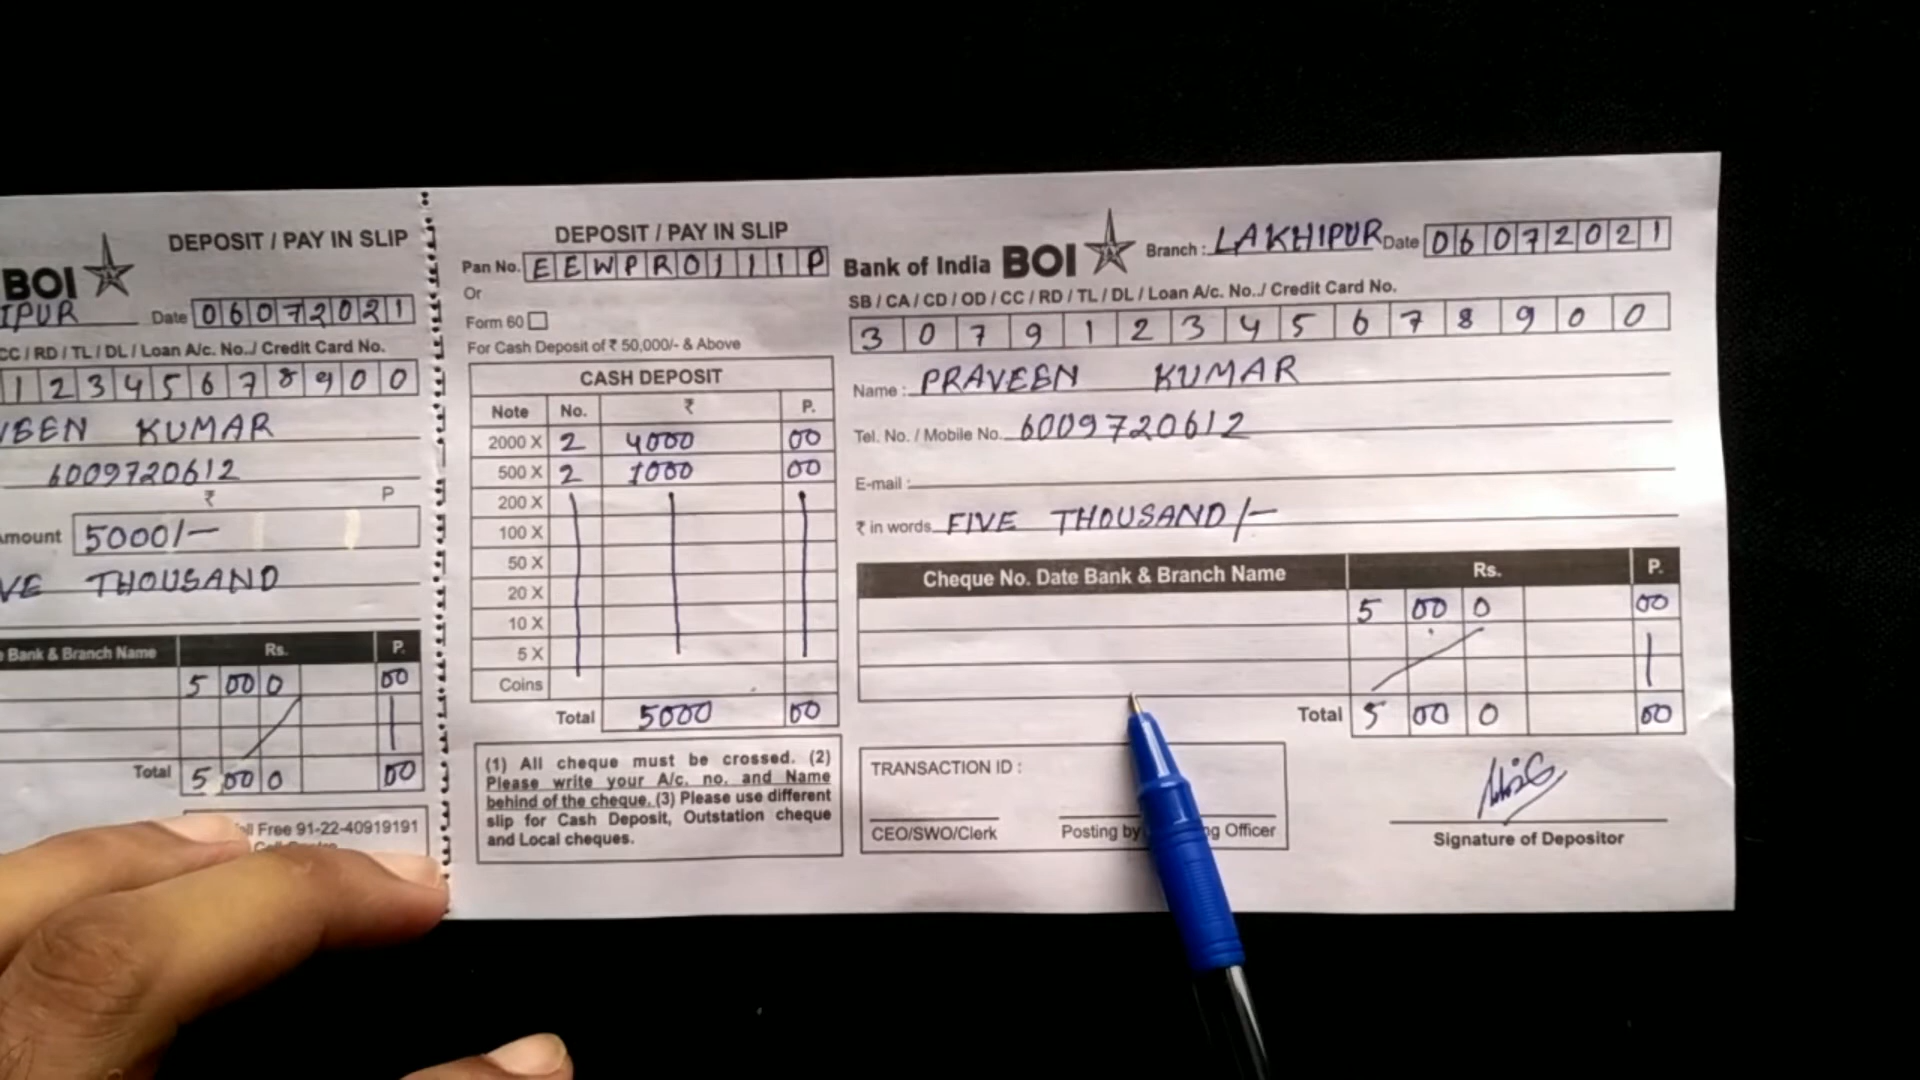 DEPOSIT / PAY IN SLIP
BOI
IPUR Date 06072021
CC / RD / TL / DL / Loan A/c. No../ Credit Card No.
12345678900
VEEN KUMAR
6009720612
₹ P
mount 5000/-
VE THOUSAND
Bank & Branch Name Rs. P.
5 00 0 00
Total 5 00 0 00
Free 91-22-40919191
DEPOSIT / PAY IN SLIP
Pan No. EEWPR0111P
Or
Form 60
For Cash Deposit of ₹ 50,000/- & Above
CASH DEPOSIT
Note No. ₹ P.
2000 X 2 4000 00
500 X 2 1000 00
200 X
100 X
50 X
20 X
10 X
5 X
Coins
Total 5000 00
(1) All cheque must be crossed. (2)
Please write your A/c. no. and Name
behind of the cheque. (3) Please use different
slip for Cash Deposit, Outstation cheque
and Local cheques.
Bank of India BOI Branch : LAKHIPUR Date 06072021
SB / CA / CD / OD / CC / RD / TL / DL / Loan A/c. No../ Credit Card No.
307912345678900
Name : PRAVEEN KUMAR
Tel. No. / Mobile No. 6009720612
E-mail :
₹ in words FIVE THOUSAND/-
Cheque No. Date Bank & Branch Name Rs. P.
5 00 0 00
Total 5 00 0 00
TRANSACTION ID :
CEO/SWO/Clerk Posting by Officer
Signature of Depositor